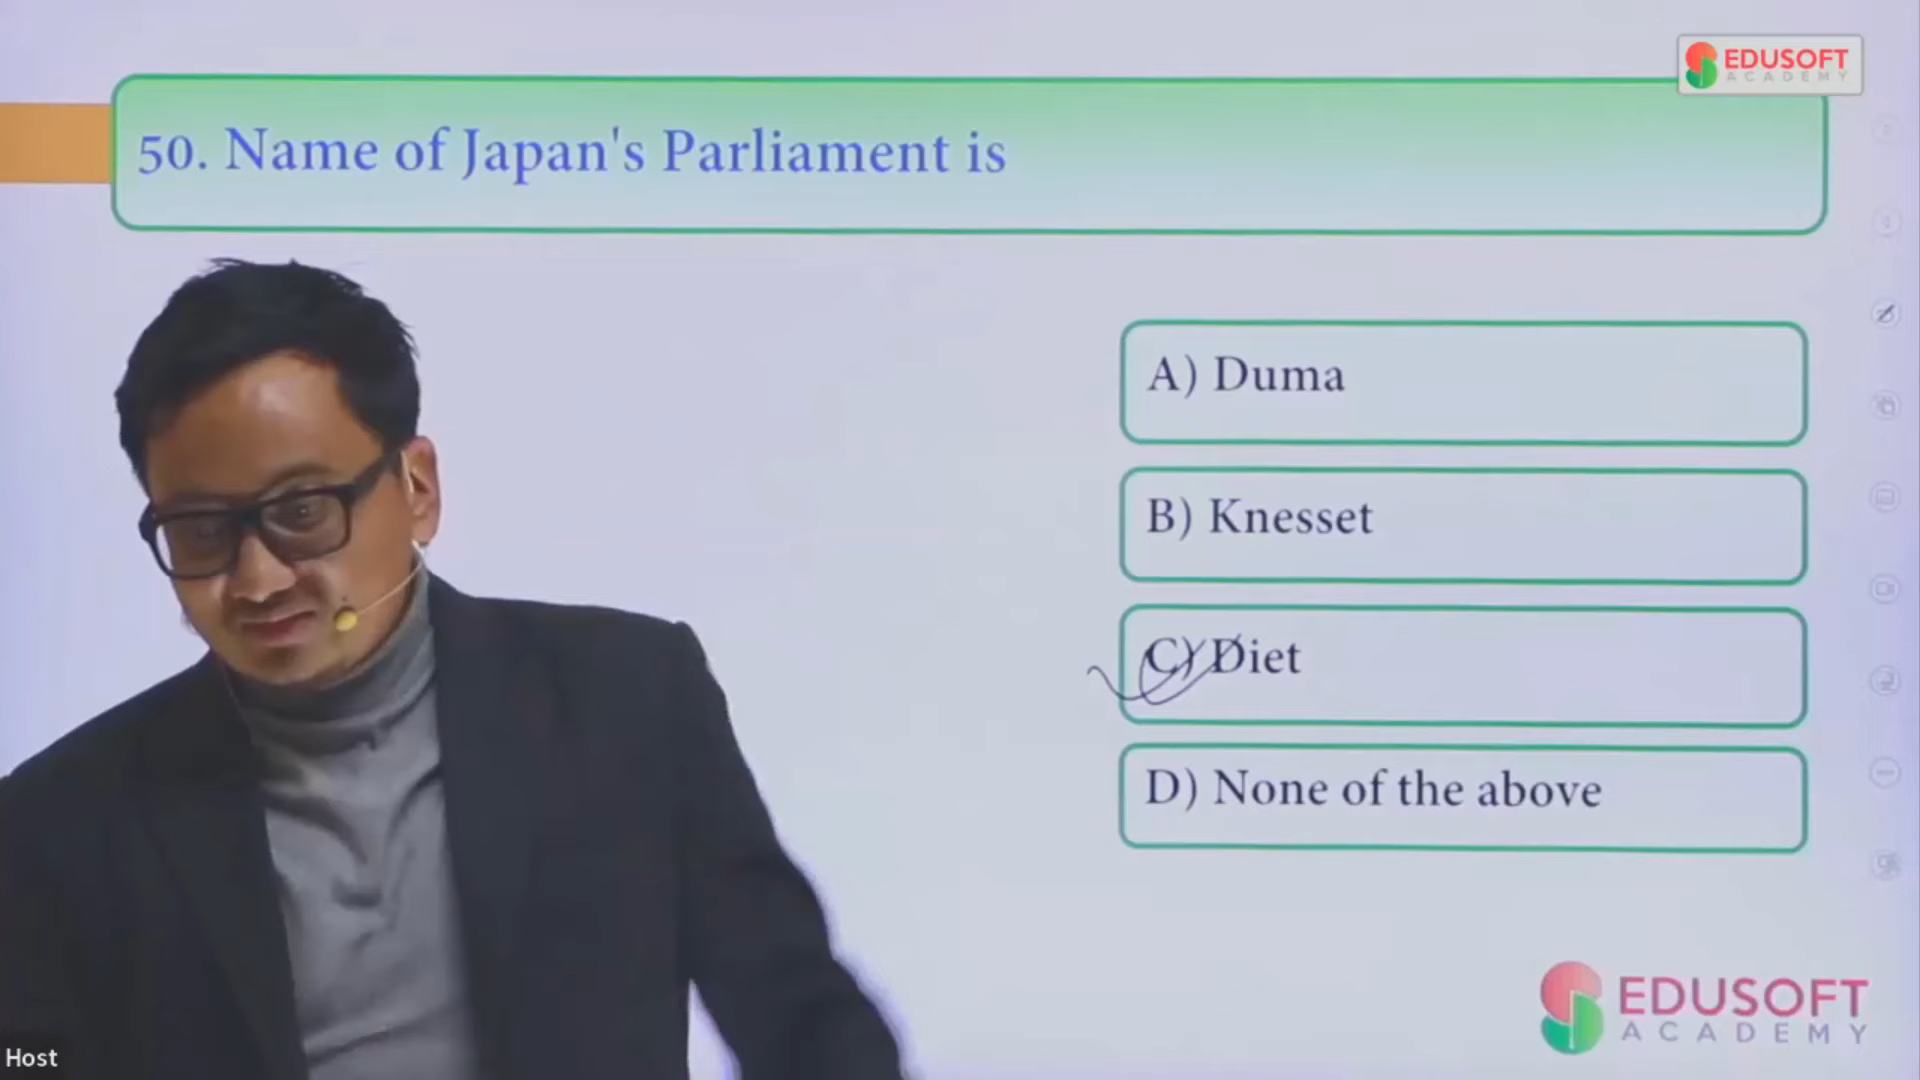 EDUSOFT
ACADEMY
50. Name of Japan's Parliament is
A) Duma
B) Knesset
C) Diet
D) None of the above
EDUSOFT
ACADEMY
Host